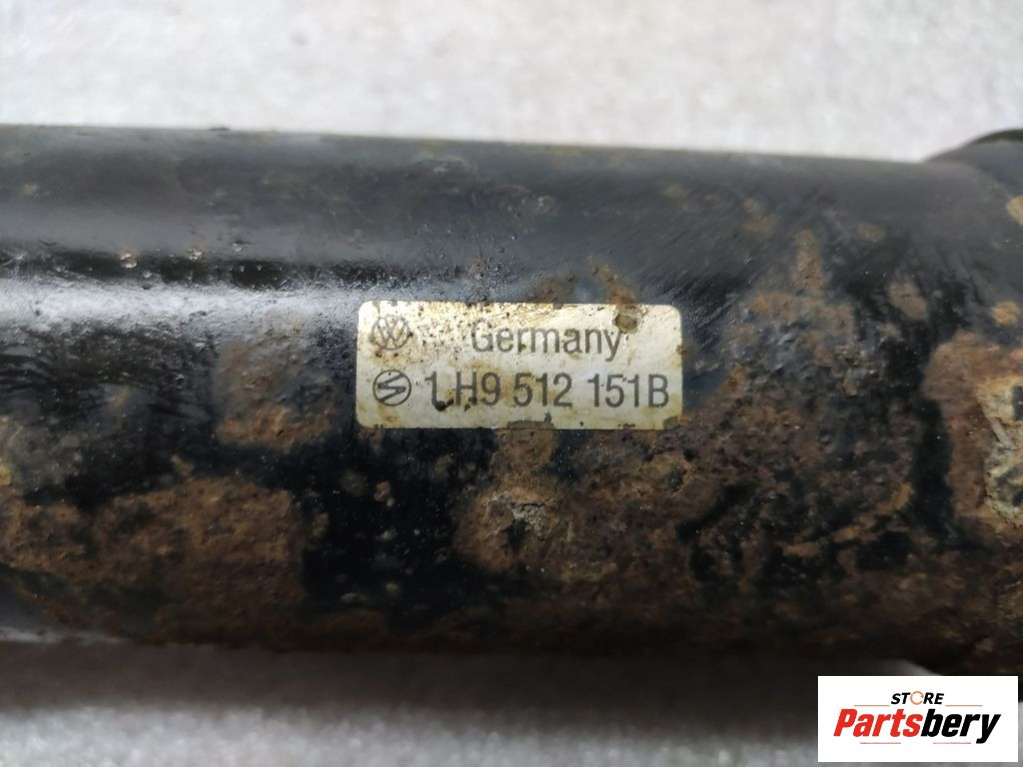 Germany
1H9 512 151B
STORE
Partsbery